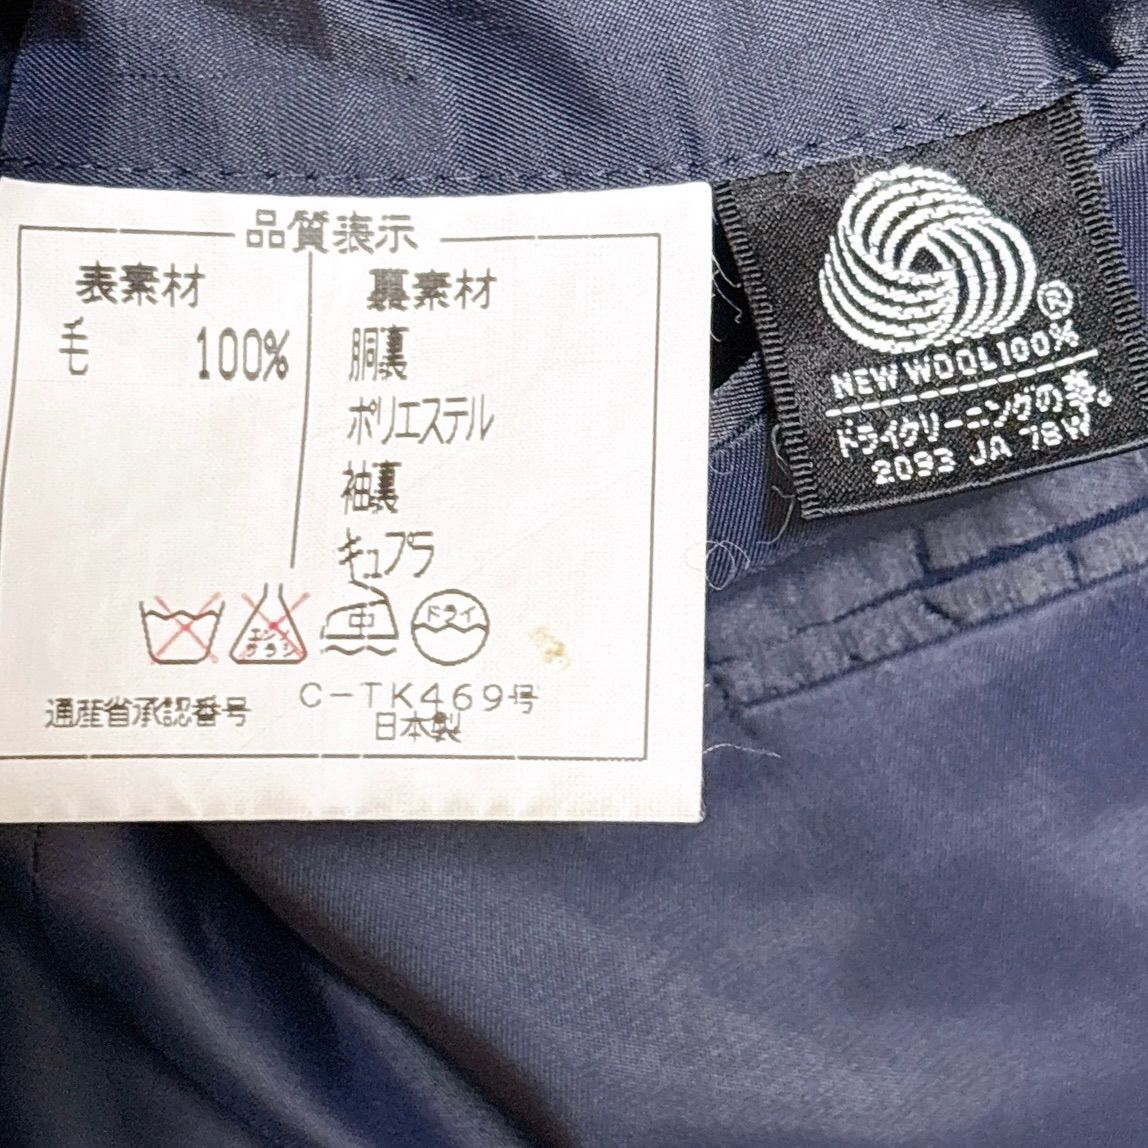 品質表示
表素材
毛 100%
裏素材
胴裏
ポリエステル
袖裏
キュプラ
エンソ
サラシ
中
ドライ
通産省承認番号 C-TK469号
日本製
®
NEW WOOL 100%
ドライクリーニングの事。
2093 JA 78W